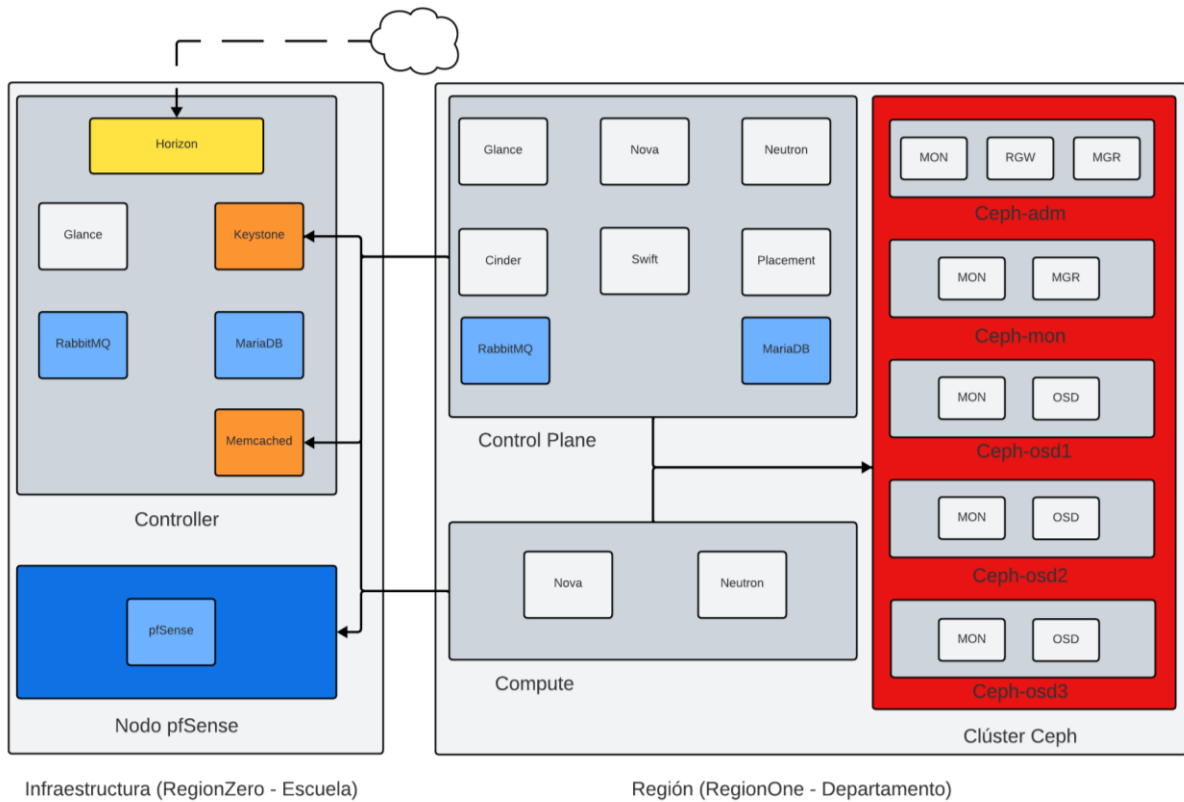 Horizon
Glance
Keystone
RabbitMQ
MariaDB
Memcached
Controller
pfSense
Nodo pfSense
Infraestructura (RegionZero - Escuela)
Glance
Nova
Neutron
Cinder
Swift
Placement
RabbitMQ
MariaDB
Control Plane
Nova
Neutron
Compute
MON
RGW
MGR
Ceph-adm
MON
MGR
Ceph-mon
MON
OSD
Ceph-osd1
MON
OSD
Ceph-osd2
MON
OSD
Ceph-osd3
Clúster Ceph
Región (RegionOne - Departamento)